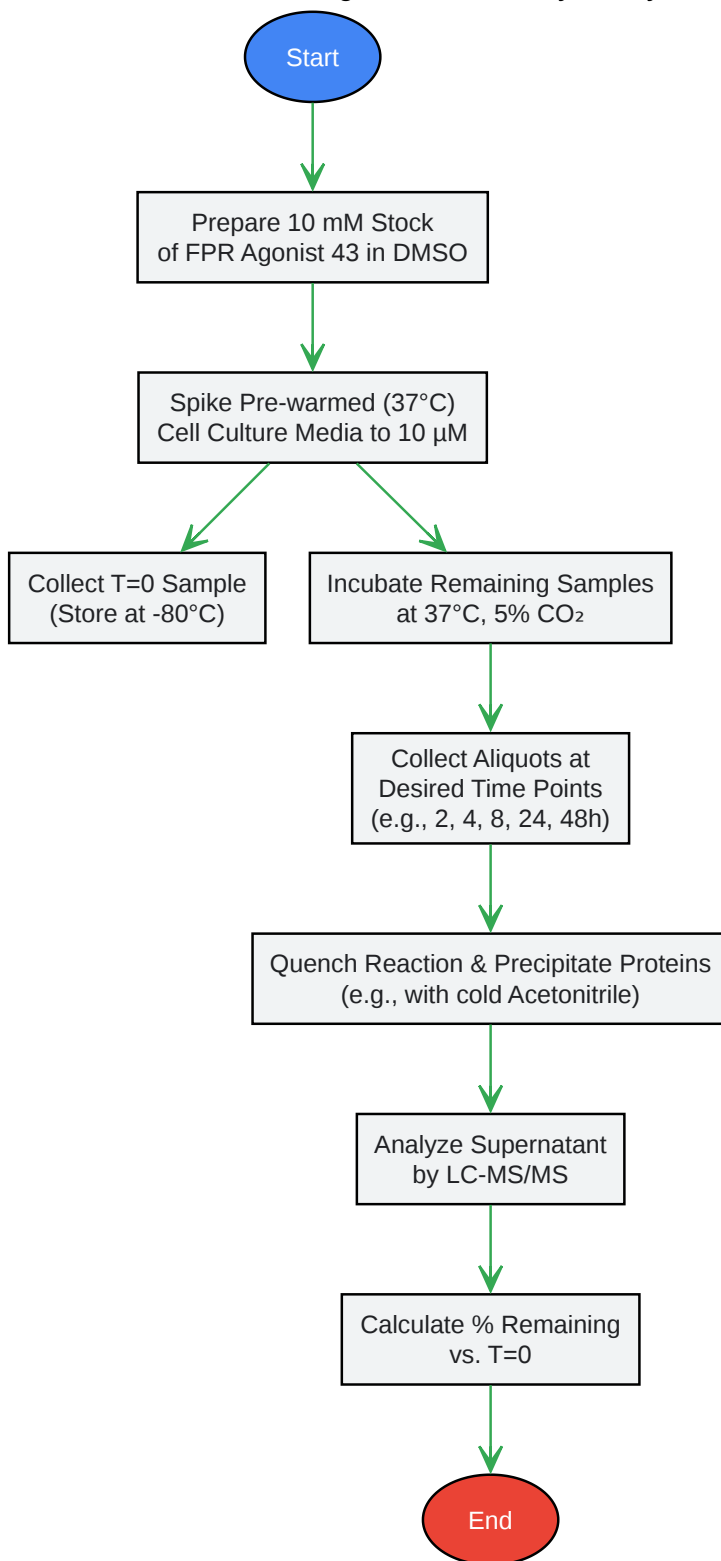 Start
Prepare 10 mM Stock
of FPR Agonist 43 in DMSO
Spike Pre-warmed (37°C)
Cell Culture Media to 10 µM
Collect T=0 Sample
(Store at -80°C)
Incubate Remaining Samples
at 37°C, 5% CO₂
Collect Aliquots at
Desired Time Points
(e.g., 2, 4, 8, 24, 48h)
Quench Reaction & Precipitate Proteins
(e.g., with cold Acetonitrile)
Analyze Supernatant
by LC-MS/MS
Calculate % Remaining
vs. T=0
End